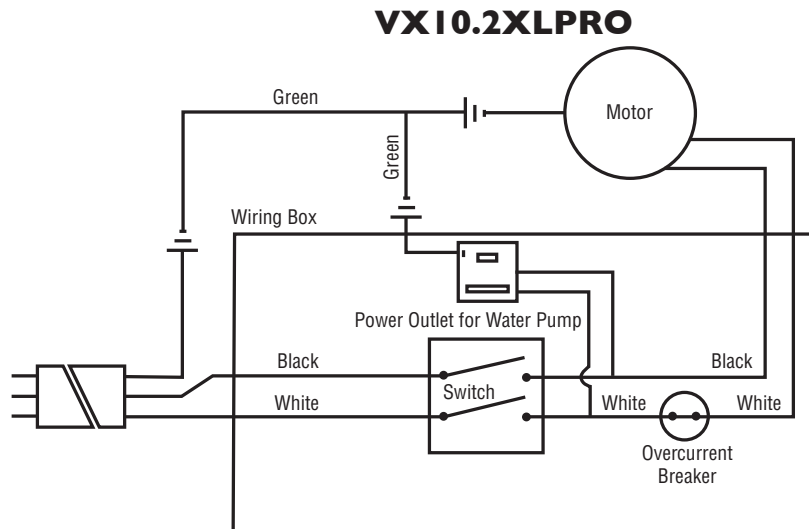 VX10.2XLPRO
Green
Motor
Green
Wiring Box
Power Outlet for Water Pump
Black
Switch
Black
White
White
White
Overcurrent
Breaker